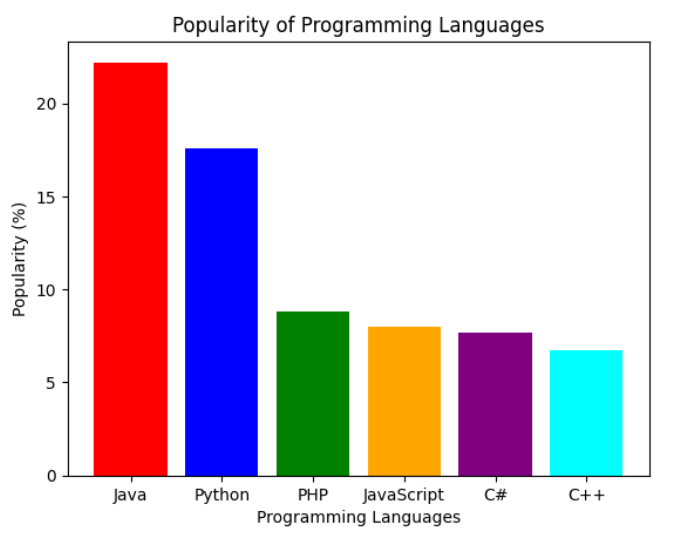 Popularity of Programming Languages
20
15
10
5
0
Popularity (%)
Java Python PHP JavaScript C# C++
Programming Languages